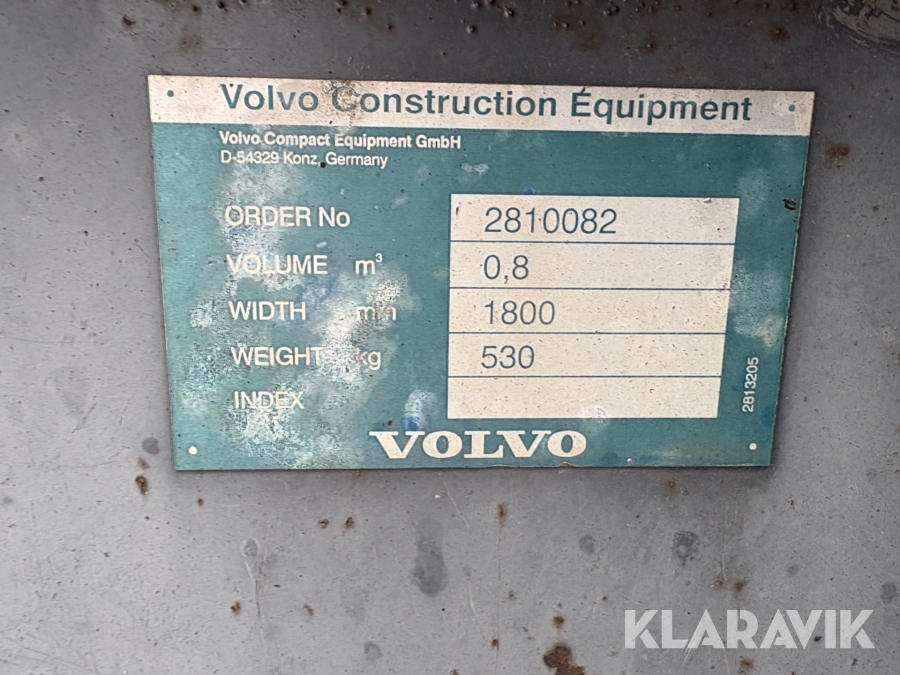 Volvo Construction Equipment
Volvo Compact Equipment GmbH
D-54329 Konz, Germany
ORDER No 2810082
VOLUME m³ 0,8
WIDTH mm 1800
WEIGHT kg 530
INDEX
2813205
VOLVO
KLARAVIK